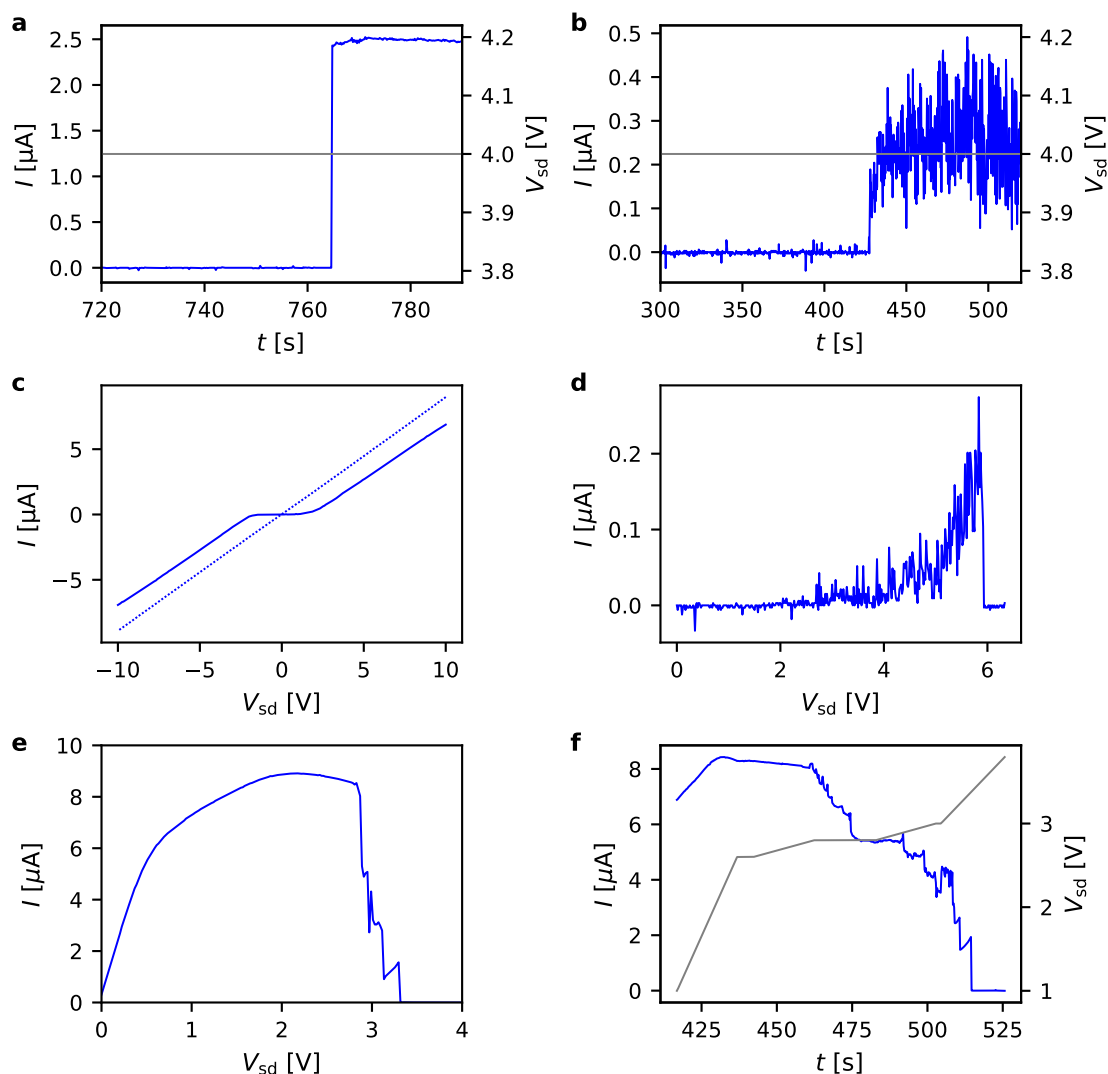 a
2.5
2.0
1.5
1.0
0.5
0.0
I [μA]
4.2
4.1
4.0
3.9
3.8
V_sd [V]
720 740 760 780
t [s]
b
0.5
0.4
0.3
0.2
0.1
0.0
I [μA]
4.2
4.1
4.0
3.9
3.8
V_sd [V]
300 350 400 450 500
t [s]
c
5
0
−5
I [μA]
−10 −5 0 5 10
V_sd [V]
d
0.2
0.1
0.0
I [μA]
0 2 4 6
V_sd [V]
e
10
8
6
4
2
0
I [μA]
0 1 2 3 4
V_sd [V]
f
8
6
4
2
0
I [μA]
3
2
1
V_sd [V]
425 450 475 500 525
t [s]